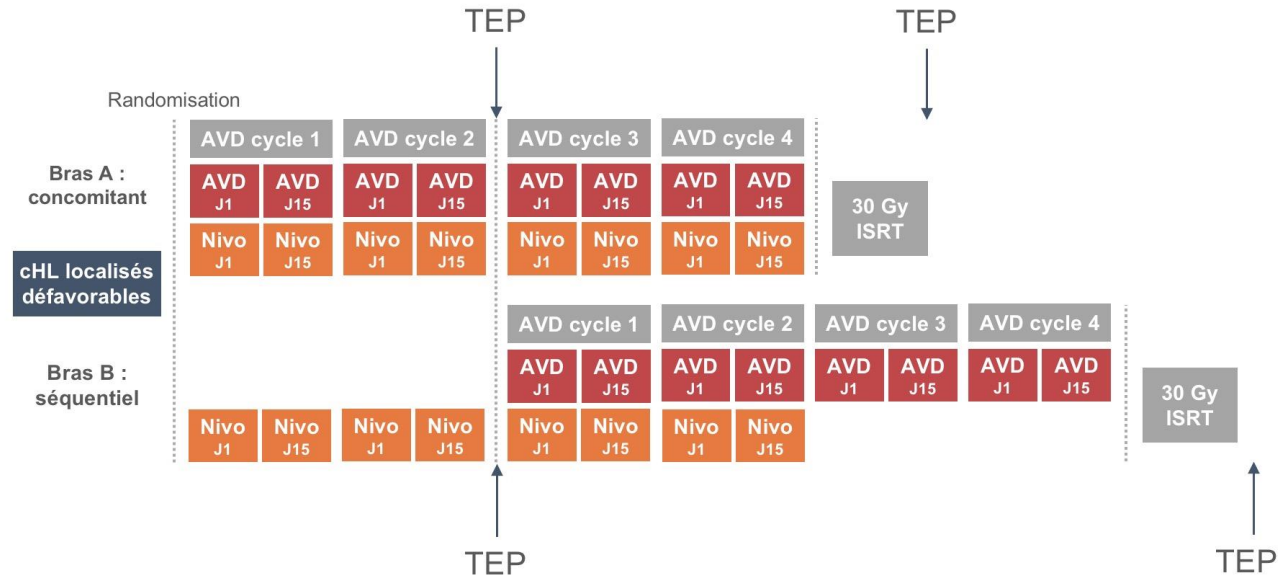 TEP
TEP
Randomisation
AVD cycle 1
AVD cycle 2
AVD cycle 3
AVD cycle 4
Bras A :
concomitant
AVD
J1
AVD
J15
AVD
J1
AVD
J15
AVD
J1
AVD
J15
AVD
J1
AVD
J15
Nivo
J1
Nivo
J15
Nivo
J1
Nivo
J15
Nivo
J1
Nivo
J15
Nivo
J1
Nivo
J15
30 Gy
ISRT
cHL localisés
défavorables
AVD cycle 1
AVD cycle 2
AVD cycle 3
AVD cycle 4
Bras B :
séquentiel
AVD
J1
AVD
J15
AVD
J1
AVD
J15
AVD
J1
AVD
J15
AVD
J1
AVD
J15
Nivo
J1
Nivo
J15
Nivo
J1
Nivo
J15
Nivo
J1
Nivo
J15
Nivo
J1
Nivo
J15
30 Gy
ISRT
TEP
TEP